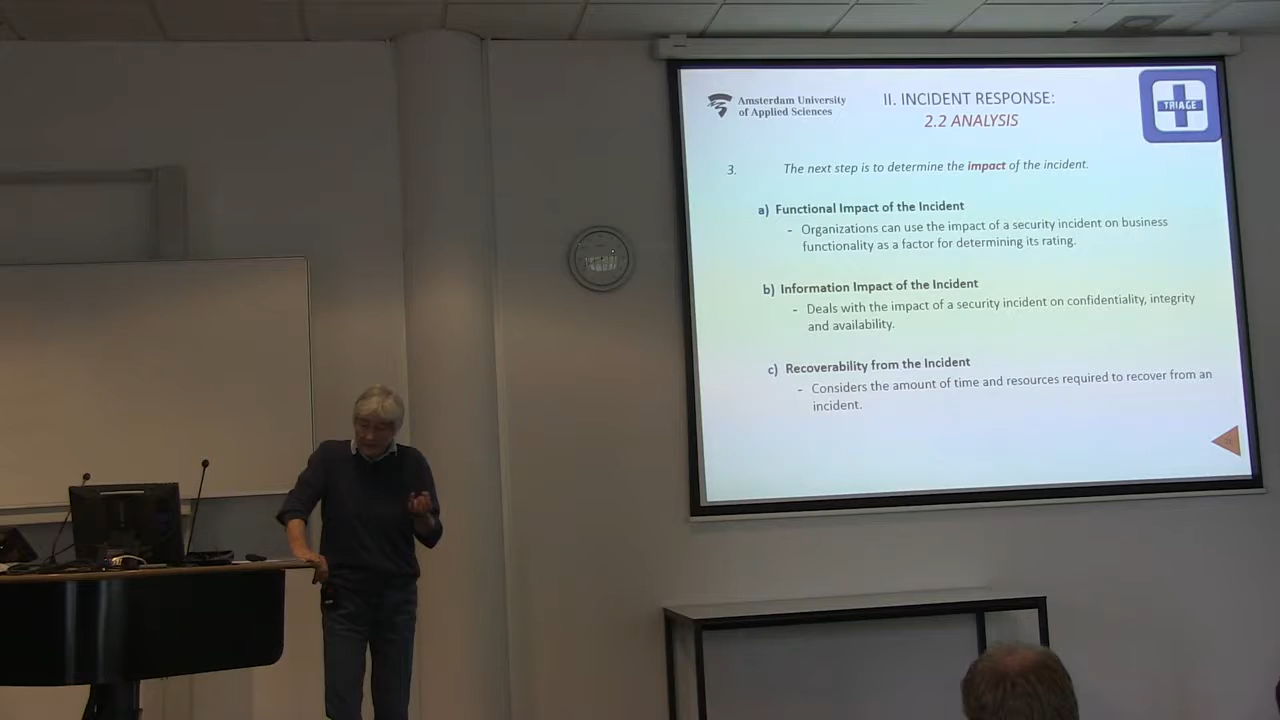 Amsterdam University
of Applied Sciences
II. INCIDENT RESPONSE:
2.2 ANALYSIS
TRIAGE
3. The next step is to determine the impact of the incident.
a) Functional Impact of the Incident
- Organizations can use the impact of a security incident on business
functionality as a factor for determining its rating.
b) Information Impact of the Incident
- Deals with the impact of a security incident on confidentiality, integrity
and availability.
c) Recoverability from the Incident
- Considers the amount of time and resources required to recover from an
incident.